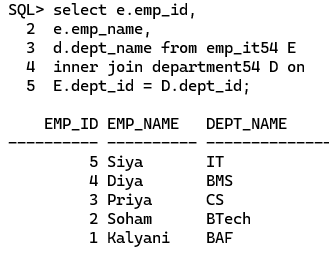 SQL> select e.emp_id,
  2  e.emp_name,
  3  d.dept_name from emp_it54 E
  4  inner join department54 D on
  5  E.dept_id = D.dept_id;
    EMP_ID EMP_NAME   DEPT_NAME
---------- ---------- --------------
         5 Siya       IT
         4 Diya       BMS
         3 Priya      CS
         2 Soham      BTech
         1 Kalyani    BAF